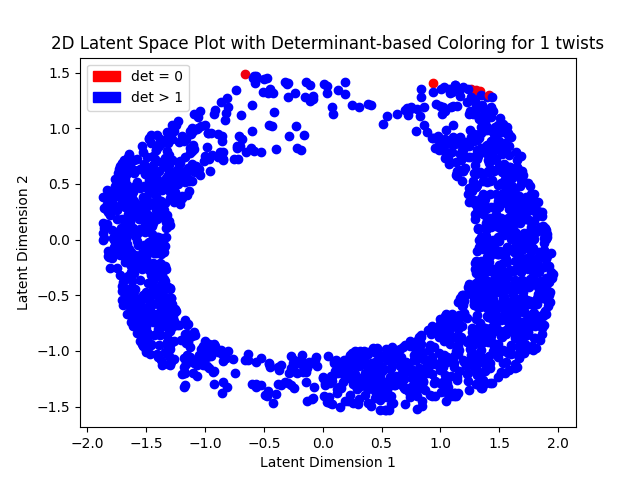 2D Latent Space Plot with Determinant-based Coloring for 1 twists
det = 0
det > 1
1.5
1.0
0.5
0.0
−0.5
−1.0
−1.5
Latent Dimension 2
−2.0 −1.5 −1.0 −0.5 0.0 0.5 1.0 1.5 2.0
Latent Dimension 1